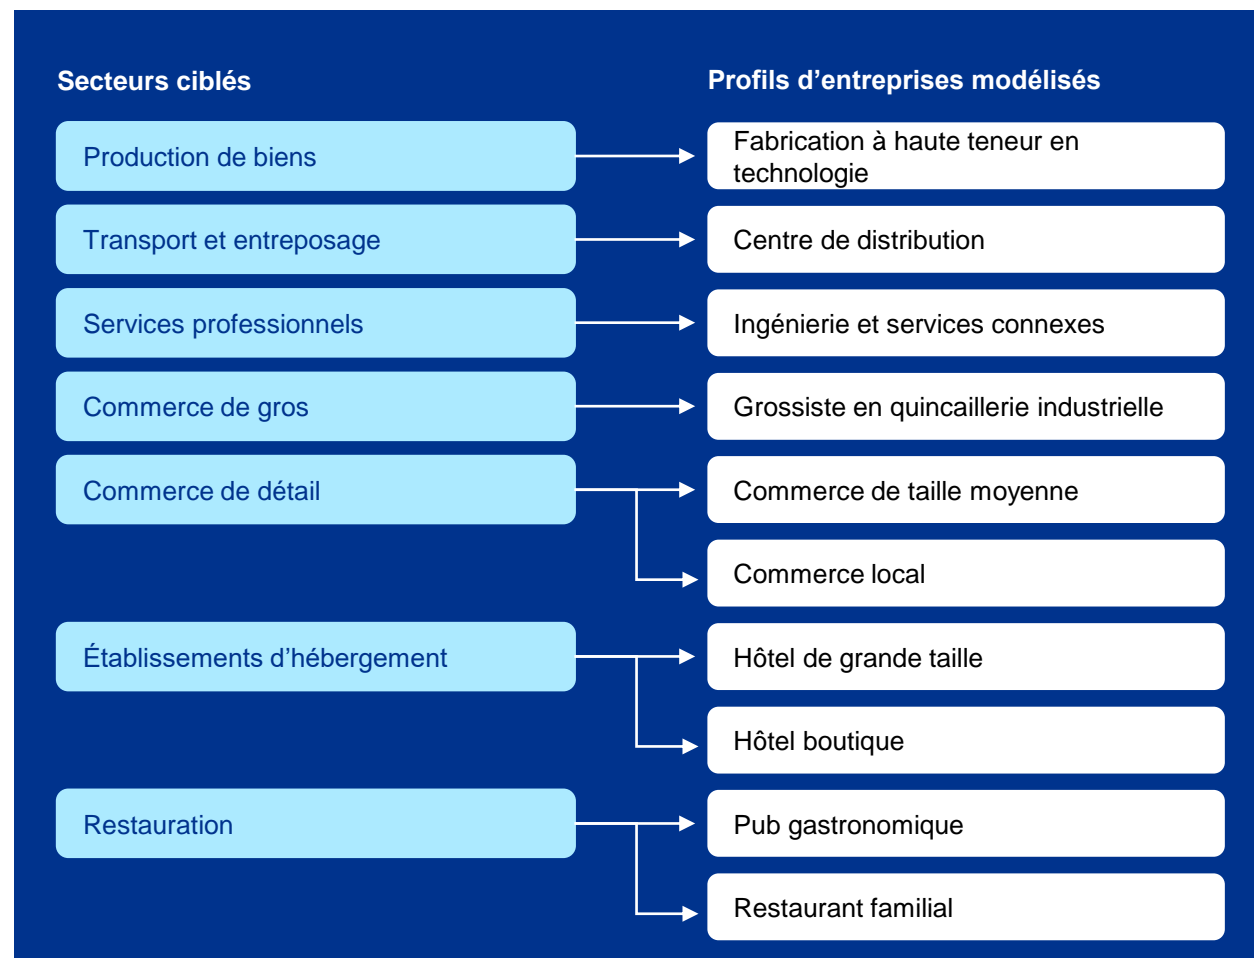 Secteurs ciblés
Profils d’entreprises modélisés
Production de biens
Fabrication à haute teneur en
technologie
Transport et entreposage
Centre de distribution
Services professionnels
Ingénierie et services connexes
Commerce de gros
Grossiste en quincaillerie industrielle
Commerce de détail
Commerce de taille moyenne
Commerce local
Établissements d’hébergement
Hôtel de grande taille
Hôtel boutique
Restauration
Pub gastronomique
Restaurant familial